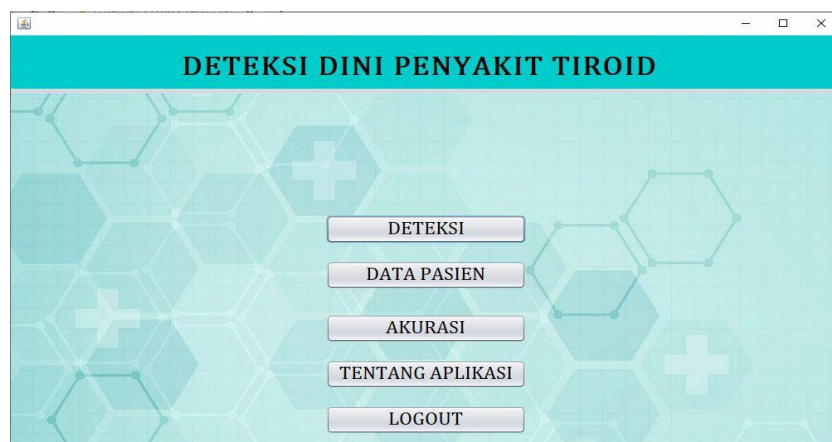 DETEKSI DINI PENYAKIT TIROID
DETEKSI
DATA PASIEN
AKURASI
TENTANG APLIKASI
LOGOUT